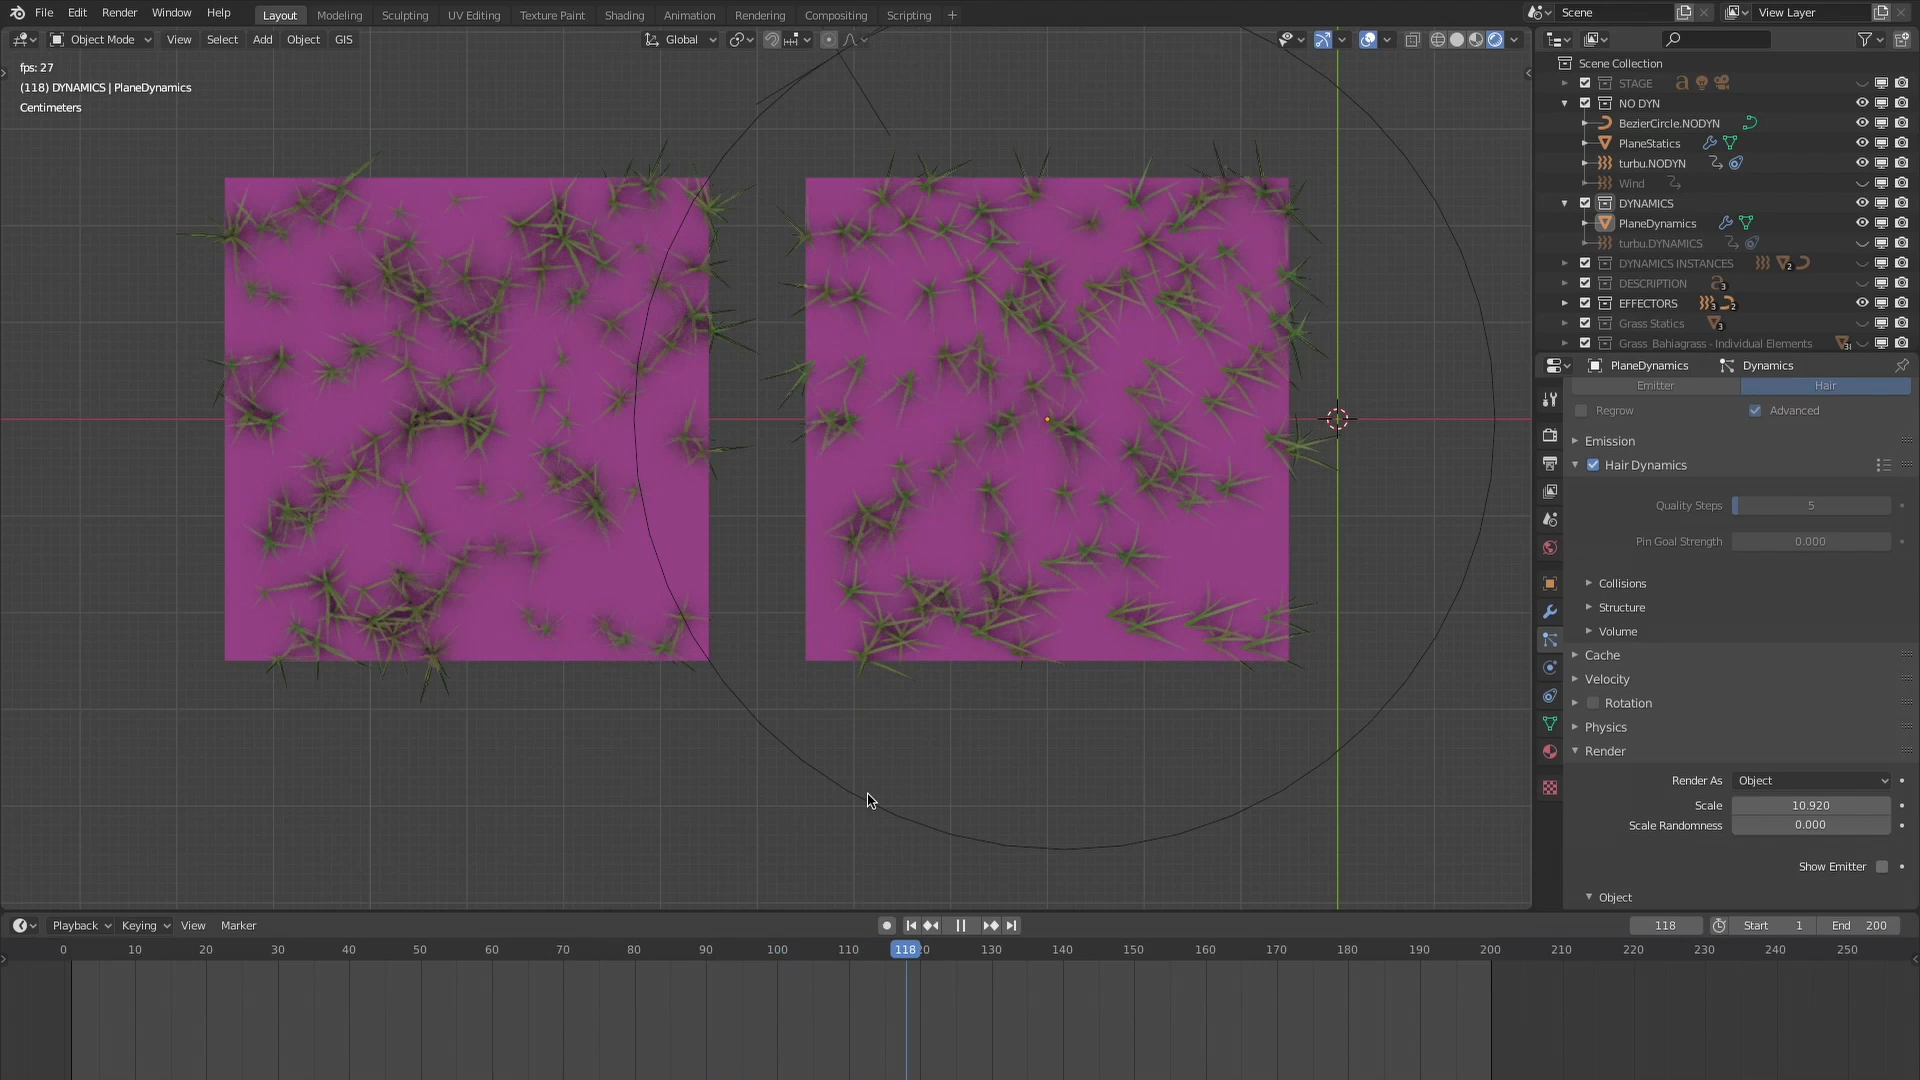 File Edit Render Window Help
Layout Modeling Sculpting UV Editing Texture Paint Shading Animation Rendering Compositing Scripting +
Scene
View Layer
Object Mode View Select Add Object GIS
Global
fps: 27
(118) DYNAMICS | PlaneDynamics
Centimeters
Scene Collection
STAGE
NO DYN
BezierCircle.NODYN
PlaneStatics
turbu.NODYN
Wind
DYNAMICS
PlaneDynamics
turbu.DYNAMICS
DYNAMICS INSTANCES 2
DESCRIPTION 3
EFFECTORS 3 2
Grass Statics 3
Grass_Bahiagrass - Individual Elements
PlaneDynamics Dynamics
Emitter Hair
Regrow Advanced
Emission
Hair Dynamics
Quality Steps 5
Pin Goal Strength 0.000
Collisions
Structure
Volume
Cache
Velocity
Rotation
Physics
Render
Render As Object
Scale 10.920
Scale Randomness 0.000
Show Emitter
Object
Playback Keying View Marker
118 Start 1 End 200
0 10 20 30 40 50 60 70 80 90 100 110 118 130 140 150 160 170 180 190 200 210 220 230 240 250